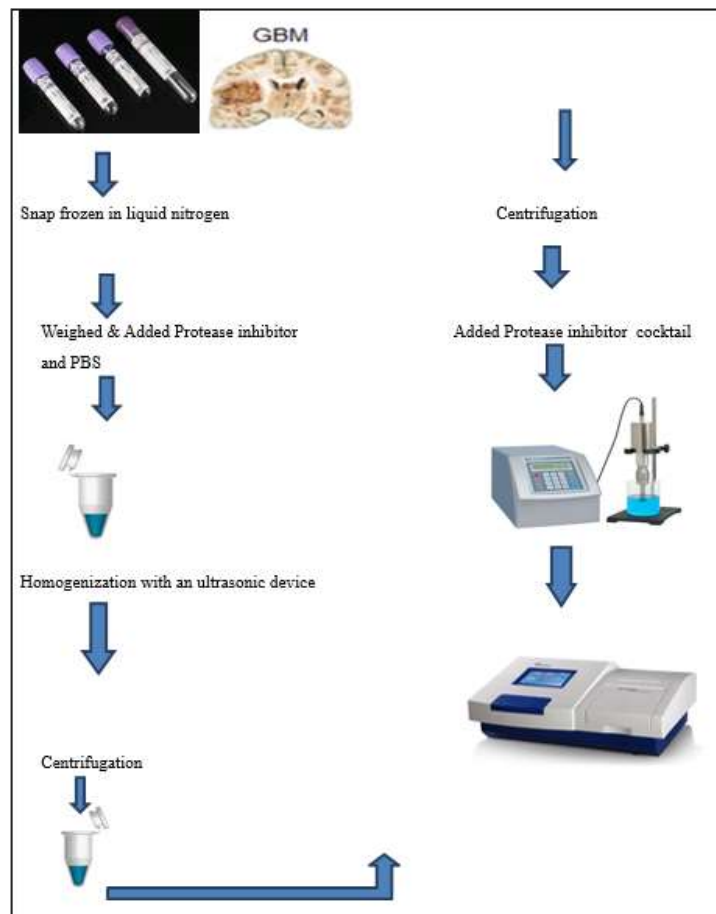 GBM
Snap frozen in liquid nitrogen
Weighed & Added Protease inhibitor
and PBS
Homogenization with an ultrasonic device
Centrifugation
Centrifugation
Added Protease inhibitor cocktail